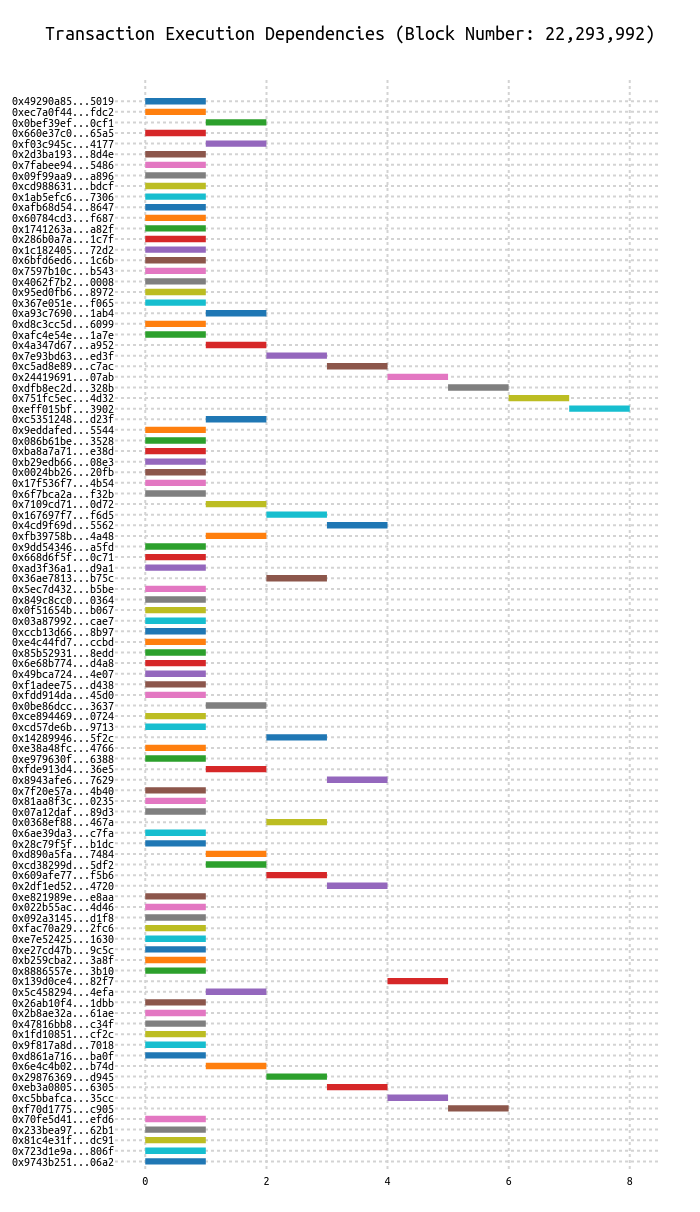 Transaction Execution Dependencies (Block Number: 22,293,992)
0x49290a85...5019
0xec7a0f44...fdc2
0x0bef39ef...0cf1
0x660e37c0...65a5
0xf03c945c...4177
0x2d3ba193...8d4e
0x7fabee94...5486
0x09f99aa9...a896
0xcd988631...bdcf
0x1ab5efc6...7306
0xafb68d54...8647
0x60784cd3...f687
0x1741263a...a82f
0x286b0a7a...1c7f
0x1c182405...72d2
0x6bfd6ed6...1c6b
0x7597b10c...b543
0x4062f7b2...0008
0x95ed0fb6...8972
0x367e051e...f065
0xa93c7690...1ab4
0xd8c3cc5d...6099
0xafc4e54e...1a7e
0x4a347d67...a952
0x7e93bd63...ed3f
0xc5ad8e89...c7ac
0x24419691...07ab
0xdfb8ec2d...328b
0x751fc5ec...4d32
0xeff015bf...3902
0xc5351248...d23f
0x9eddafed...5544
0x086b61be...3528
0xba8a7a71...e38d
0xb29edb66...08e3
0x0024bb26...20fb
0x17f536f7...4b54
0x6f7bca2a...f32b
0x7109cd71...0d72
0x167697f7...f6d5
0x4cd9f69d...5562
0xfb39758b...4a48
0x9dd54346...a5fd
0x668d6f5f...0c71
0xad3f36a1...d9a1
0x36ae7813...b75c
0x5ec7d432...b5be
0x849c8cc0...0364
0x0f51654b...b067
0x03a87992...cae7
0xccb13d66...8b97
0xe4c44fd7...ccbd
0x85b52931...8edd
0x6e68b774...d4a8
0x49bca724...4e07
0xf1adee75...d438
0xfdd914da...45d0
0x0be86dcc...3637
0xce894469...0724
0xcd57de6b...9713
0x14289946...5f2c
0xe38a48fc...4766
0xe979630f...6388
0xfde913d4...36e5
0x8943afe6...7629
0x7f20e57a...4b40
0x81aa8f3c...0235
0x07a12daf...89d3
0x0368ef88...467a
0x6ae39da3...c7fa
0x28c79f5f...b1dc
0xd890a5fa...7484
0xcd38299d...5df2
0x609afe77...f5b6
0x2df1ed52...4720
0xe821989e...e8aa
0x022b55ac...4d46
0x092a3145...d1f8
0xfac70a29...2fc6
0xe7e52425...1630
0xe27cd47b...9c5c
0xb259cba2...3a8f
0x8886557e...3b10
0x139d0ce4...82f7
0x5c458294...4efa
0x26ab10f4...1dbb
0x2b8ae32a...61ae
0x47816bb8...c34f
0x1fd10851...cf2c
0x9f817a8d...7018
0xd861a716...ba0f
0x6e4c4b02...b74d
0x29876369...d945
0xeb3a0805...6305
0xc5bbafca...35cc
0xf70d1775...c905
0x70fe5d41...efd6
0x233bea97...62b1
0x81c4e31f...dc91
0x723d1e9a...806f
0x9743b251...06a2
0 2 4 6 8